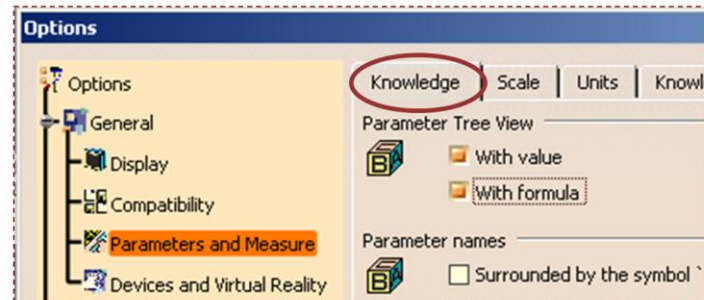 Options
Options
General
Display
Compatibility
Parameters and Measure
Devices and Virtual Reality
Knowledge
Scale
Units
Parameter Tree View
With value
With formula
Parameter names
Surrounded by the symbol `